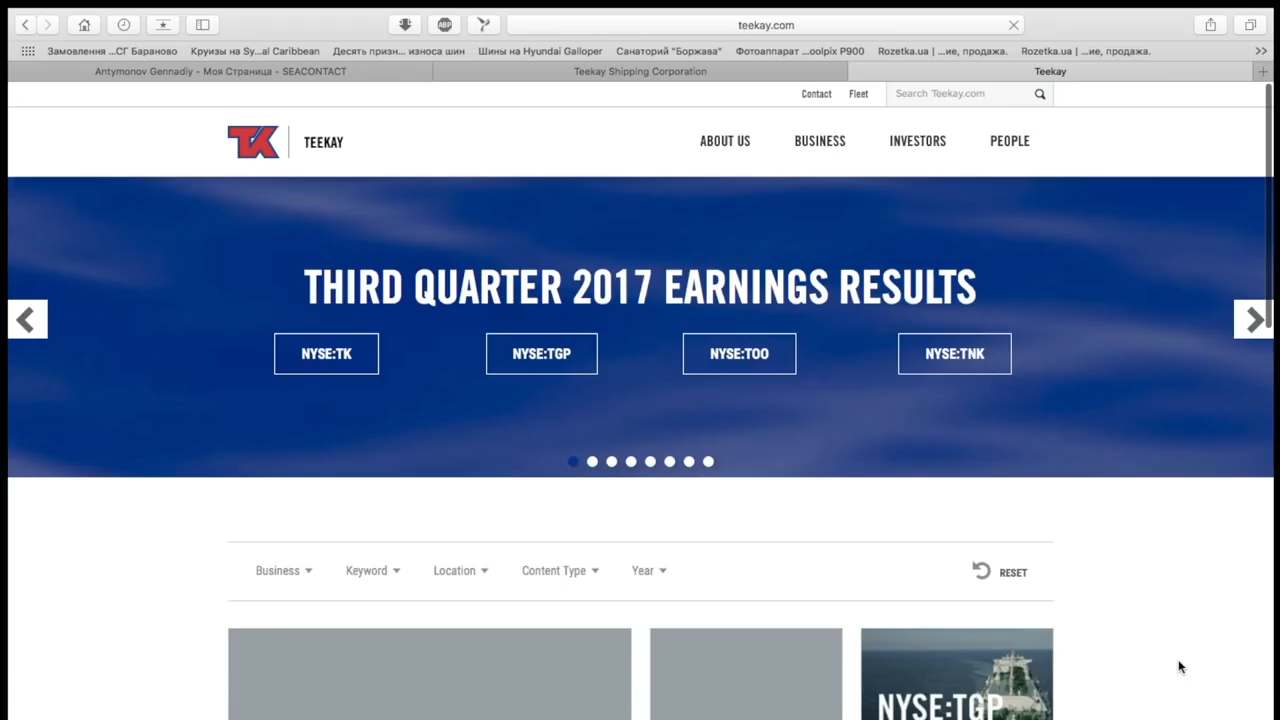 teekay.com
Замовлення ...СГ Бараново Круизы на Sy...al Caribbean Десять призн... износа шин Шины на Hyundai Galloper Санаторий "Боржава" Фотоаппарат ...oolpix P900 Rozetka.ua | ...ие, продажа. Rozetka.ua | ...ие, продажа.
Antymonov Gennadiy - Моя Страница - SEACONTACT Teekay Shipping Corporation Teekay
Contact Fleet Search Teekay.com
TK TEEKAY ABOUT US BUSINESS INVESTORS PEOPLE
THIRD QUARTER 2017 EARNINGS RESULTS
NYSE:TK NYSE:TGP NYSE:TOO NYSE:TNK
Business Keyword Location Content Type Year RESET
NYSE:TGP